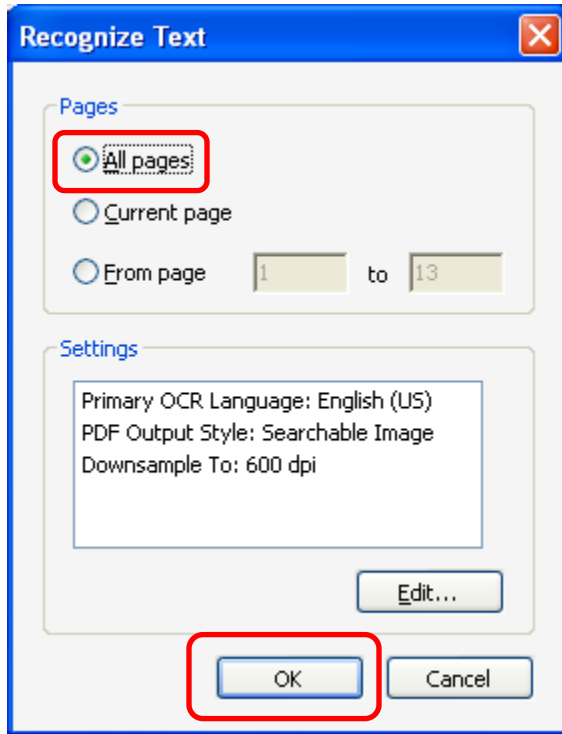 Recognize Text
Pages
All pages
Current page
From page 1 to 13
Settings
Primary OCR Language: English (US)
PDF Output Style: Searchable Image
Downsample To: 600 dpi
Edit...
OK Cancel